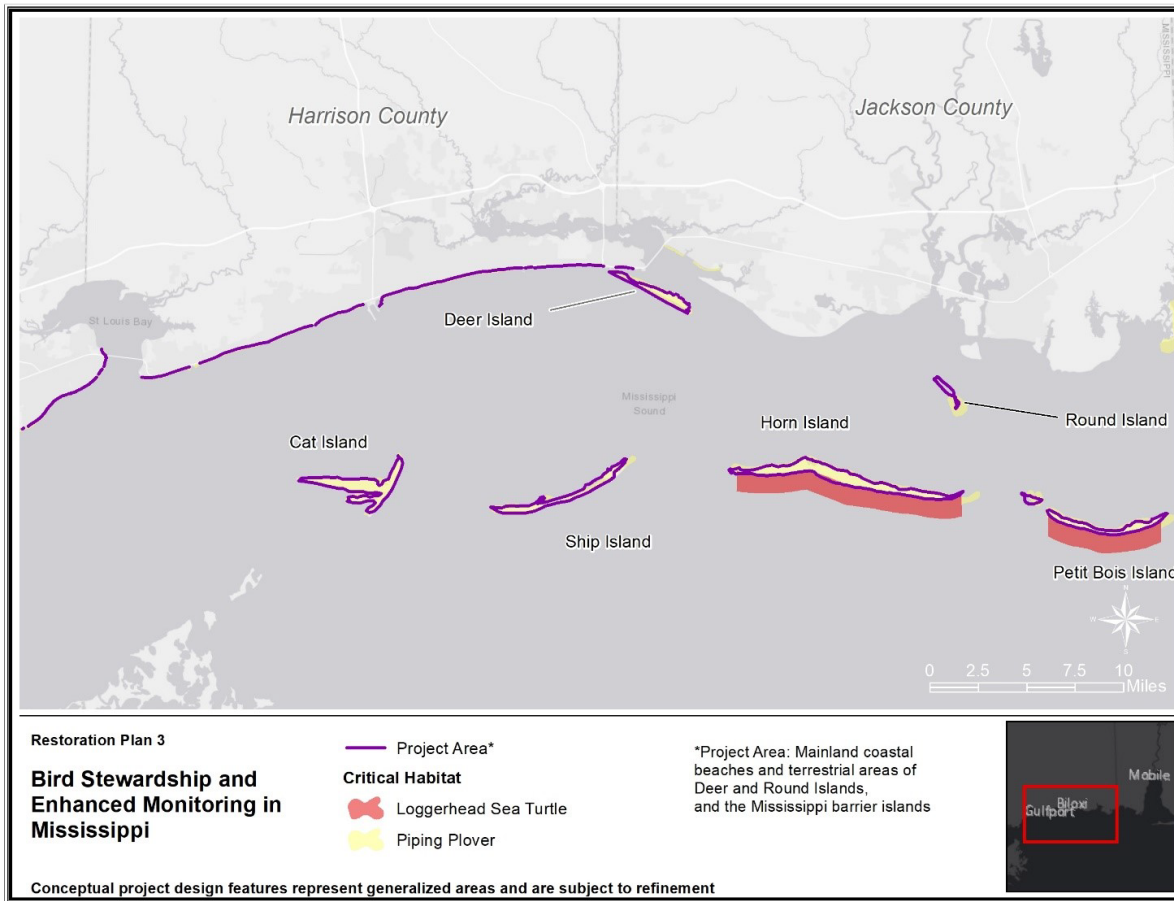 MISSISSIPPI
Harrison County
Jackson County
St Louis Bay
Deer Island
Mississippi
Sound
Round Island
Horn Island
Cat Island
Ship Island
Petit Bois Island
N
W E
S
0 2.5 5 7.5 10
Miles
Restoration Plan 3
Bird Stewardship and
Enhanced Monitoring in
Mississippi
Project Area*
Critical Habitat
Loggerhead Sea Turtle
Piping Plover
*Project Area: Mainland coastal
beaches and terrestrial areas of
Deer and Round Islands,
and the Mississippi barrier islands
Mobile
Biloxi
Gulfport
Conceptual project design features represent generalized areas and are subject to refinement